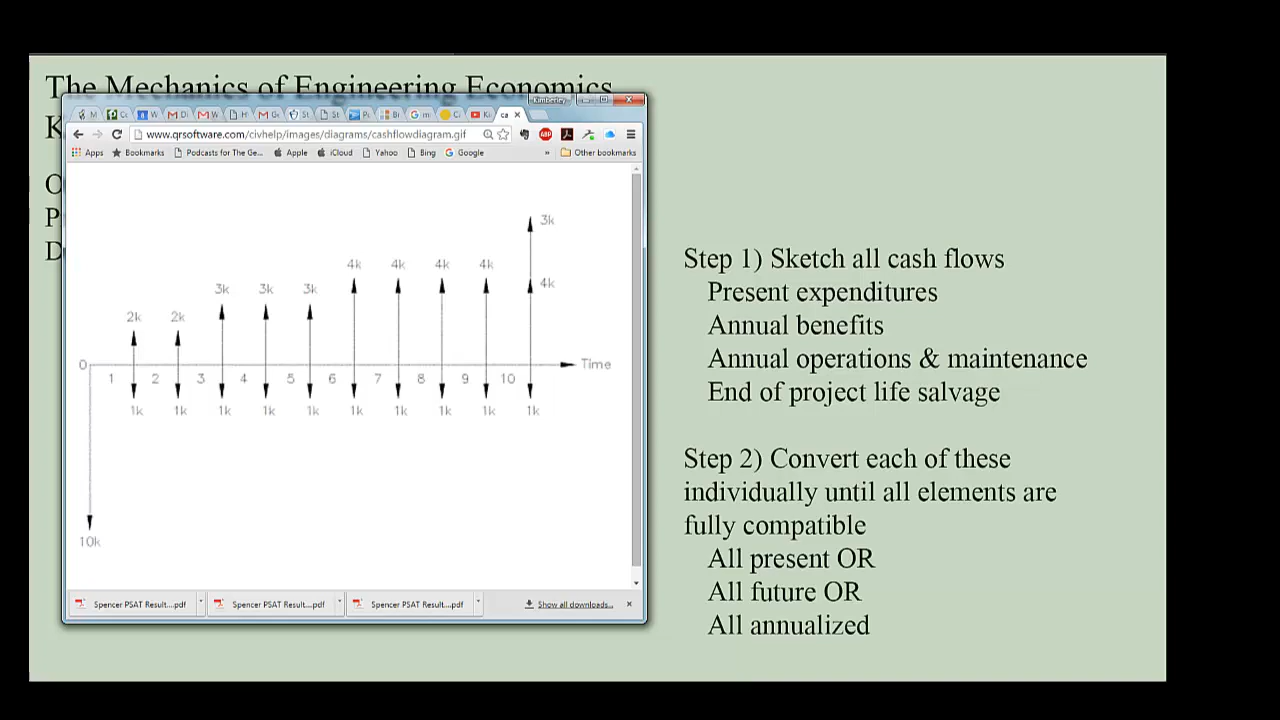 The Mechanics of Engineering Economics
K
O
P
D
Kimberley
www.qrsoftware.com/civhelp/images/diagrams/cashflowdiagram.gif
Apps Bookmarks Podcasts for The Ge... Apple iCloud Yahoo Bing Google » Other bookmarks
3k
4k 4k 4k 4k 4k
3k 3k 3k
2k 2k
0 Time
1 2 3 4 5 6 7 8 9 10
1k 1k 1k 1k 1k 1k 1k 1k 1k 1k
10k
Spencer PSAT Result....pdf Spencer PSAT Result....pdf Spencer PSAT Result....pdf Show all downloads...
Step 1) Sketch all cash flows
Present expenditures
Annual benefits
Annual operations & maintenance
End of project life salvage
Step 2) Convert each of these
individually until all elements are
fully compatible
All present OR
All future OR
All annualized